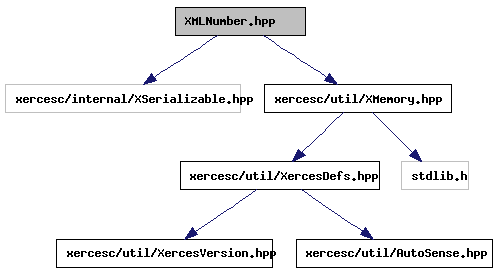 XMLNumber.hpp
xercesc/internal/XSerializable.hpp
xercesc/util/XMemory.hpp
xercesc/util/XercesDefs.hpp
stdlib.h
xercesc/util/XercesVersion.hpp
xercesc/util/AutoSense.hpp